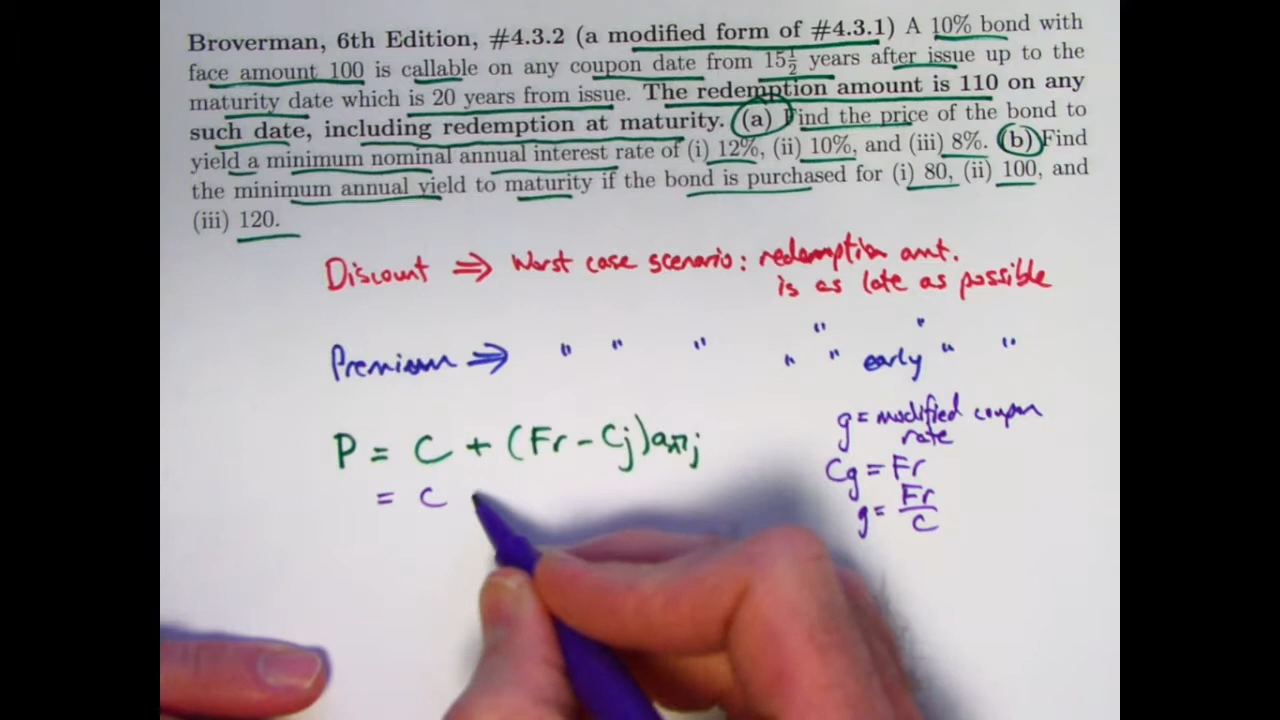 Broverman, 6th Edition, #4.3.2 (a modified form of #4.3.1) A 10% bond with
face amount 100 is callable on any coupon date from 15½ years after issue up to the
maturity date which is 20 years from issue. The redemption amount is 110 on any
such date, including redemption at maturity. (a) Find the price of the bond to
yield a minimum nominal annual interest rate of (i) 12%, (ii) 10%, and (iii) 8%. (b) Find
the minimum annual yield to maturity if the bond is purchased for (i) 80, (ii) 100, and
(iii) 120.
Discount ⇒ Worst case scenario: redemption amt.
is as late as possible
Premium ⇒ " " " " "
" " early " "
g = modified coupon
rate
P = C + (Fr - Cj)a_n⌉j
Cg = Fr
= C
g = Fr/C